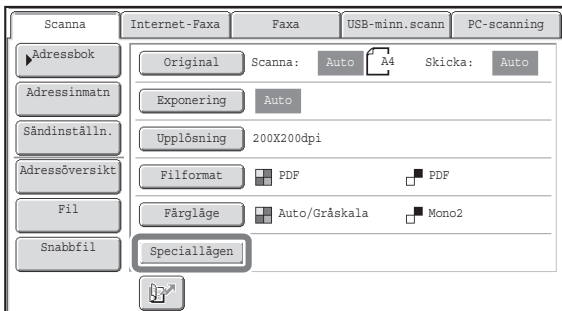 Scanna Internet-Faxa Faxa USB-minn.scann PC-scanning
Adressbok
Adressinmatn
Sändinställn.
Adressöversikt
Fil
Snabbfil
Original Scanna: Auto A4 Skicka: Auto
Exponering Auto
Upplösning 200X200dpi
Filformat PDF PDF
Färgläge Auto/Gråskala Mono2
Speciallägen